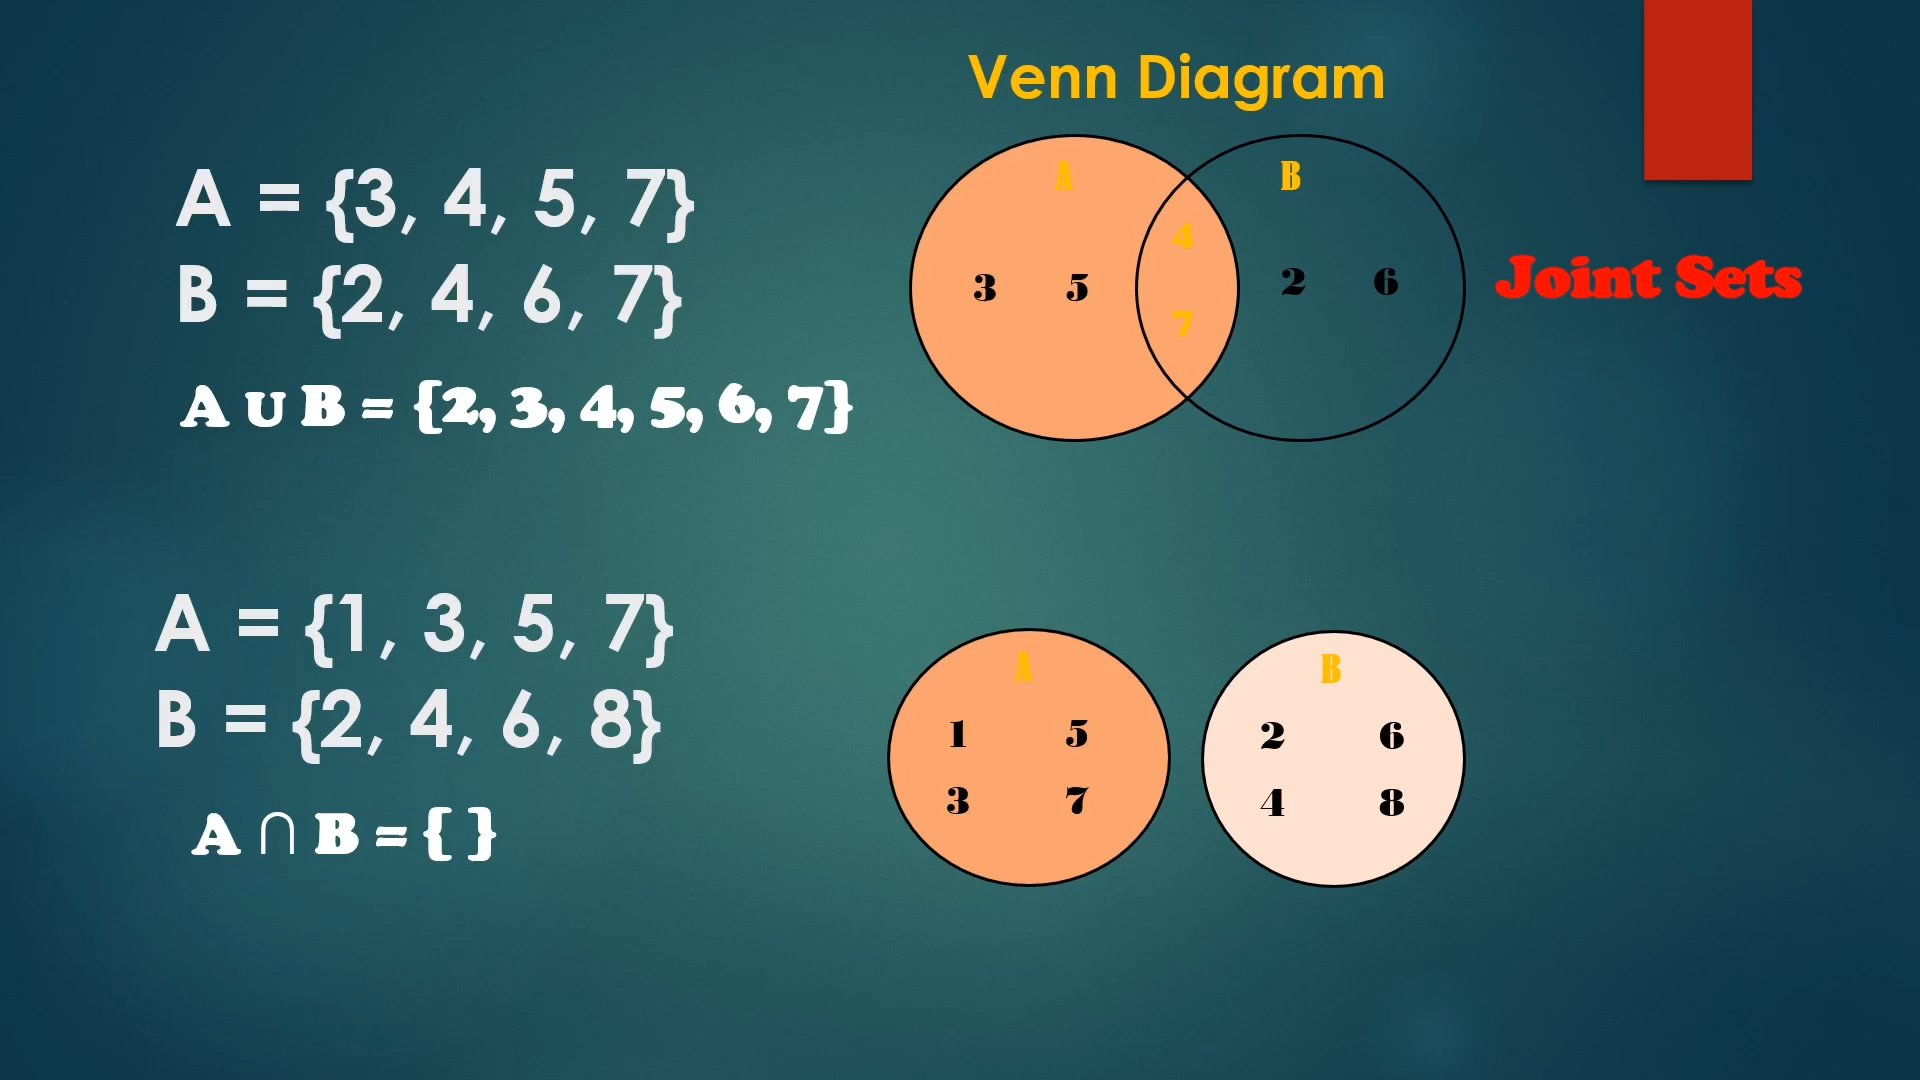 Venn Diagram
A = {3, 4, 5, 7}
B = {2, 4, 6, 7}
A ∪ B = {2, 3, 4, 5, 6, 7}
A
B
4
3 5
2 6
7
Joint Sets
A = {1, 3, 5, 7}
B = {2, 4, 6, 8}
A ∩ B = { }
A
1 5
3 7
B
2 6
4 8